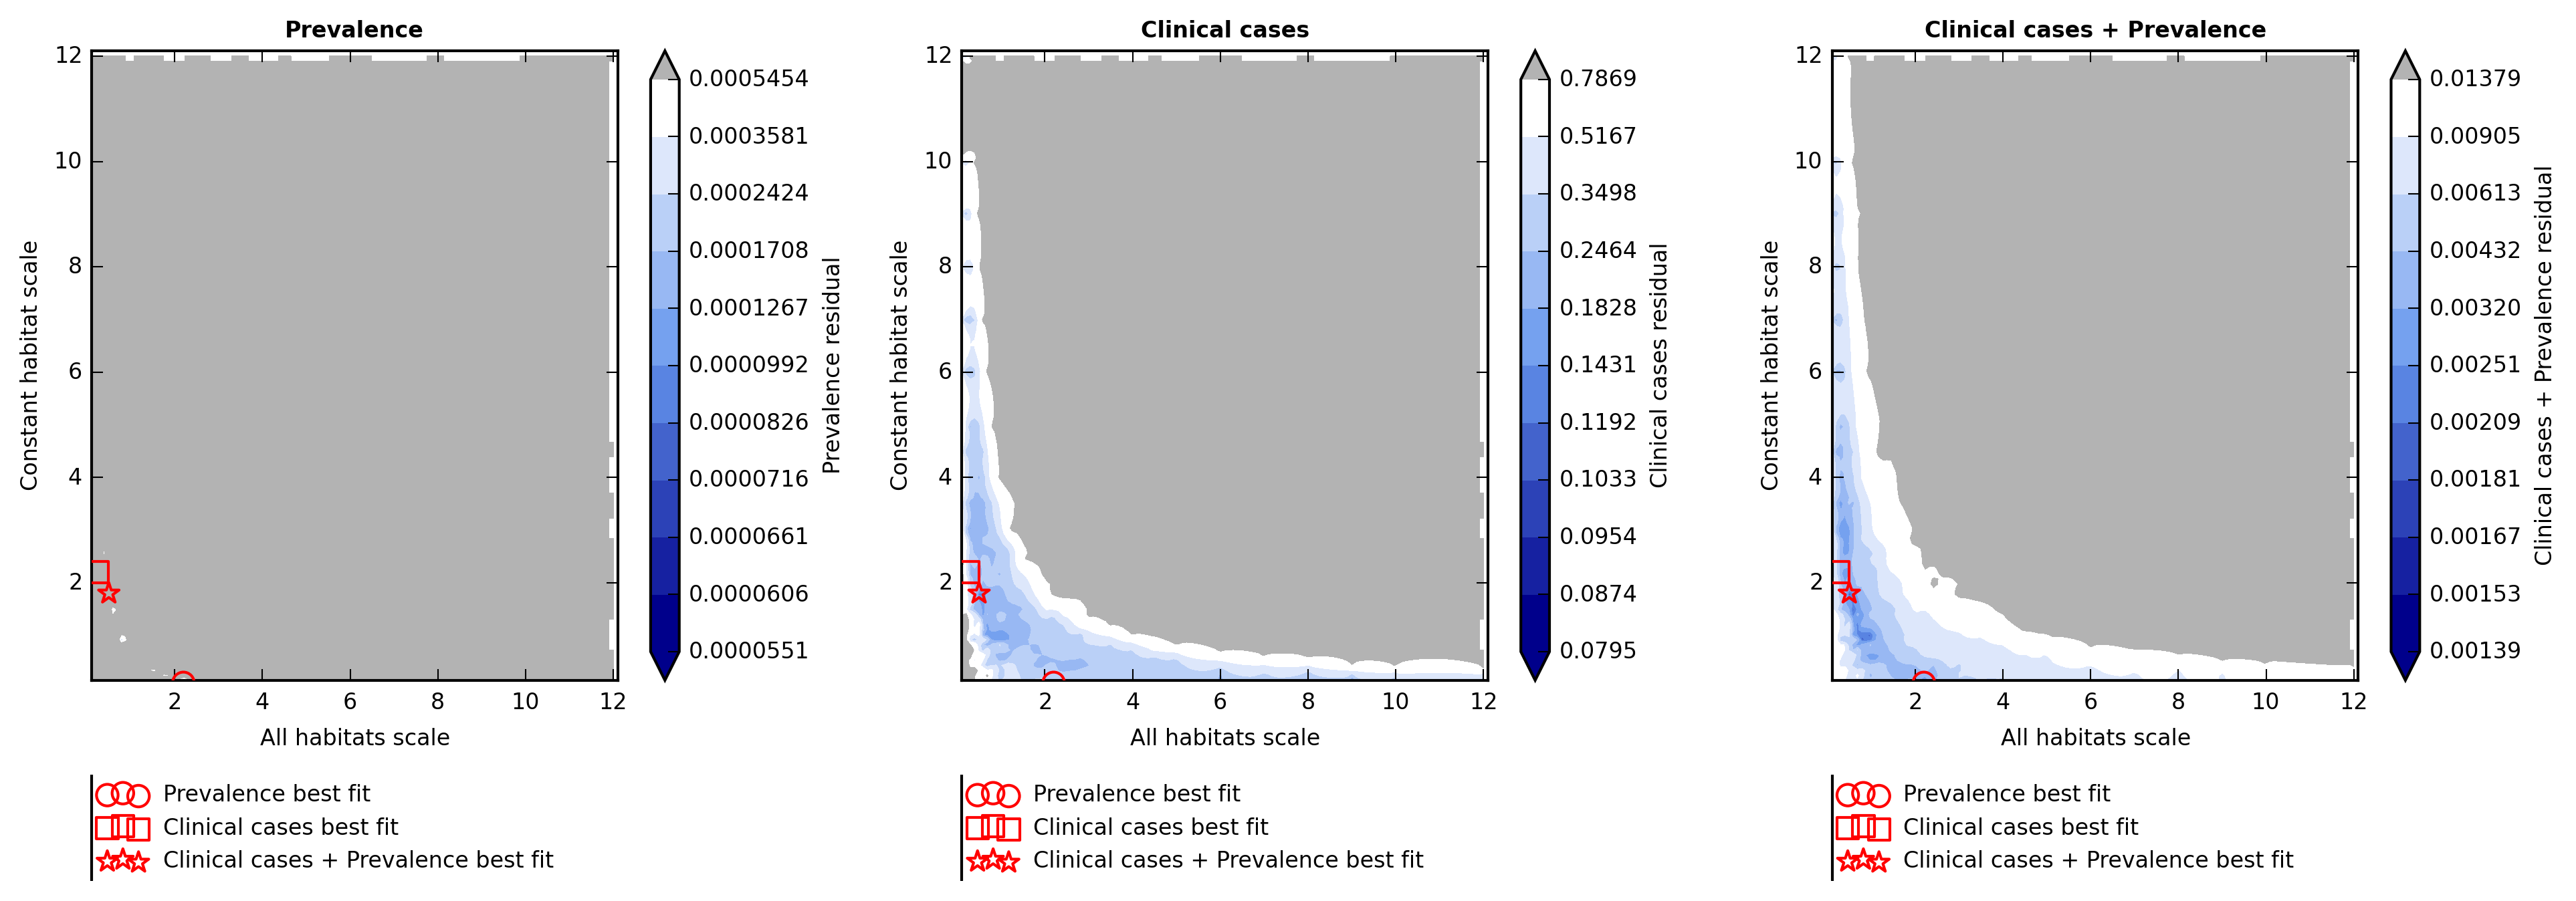 Prevalence
12
10
8
6
4
2
2 4 6 8 10 12
Constant habitat scale
All habitats scale
0.0005454
0.0003581
0.0002424
0.0001708
0.0001267
0.0000992
0.0000826
0.0000716
0.0000661
0.0000606
0.0000551
Prevalence residual
Prevalence best fit
Clinical cases best fit
Clinical cases + Prevalence best fit
Clinical cases
12
10
8
6
4
2
2 4 6 8 10 12
Constant habitat scale
All habitats scale
0.7869
0.5167
0.3498
0.2464
0.1828
0.1431
0.1192
0.1033
0.0954
0.0874
0.0795
Clinical cases residual
Prevalence best fit
Clinical cases best fit
Clinical cases + Prevalence best fit
Clinical cases + Prevalence
12
10
8
6
4
2
2 4 6 8 10 12
Constant habitat scale
All habitats scale
0.01379
0.00905
0.00613
0.00432
0.00320
0.00251
0.00209
0.00181
0.00167
0.00153
0.00139
Clinical cases + Prevalence residual
Prevalence best fit
Clinical cases best fit
Clinical cases + Prevalence best fit